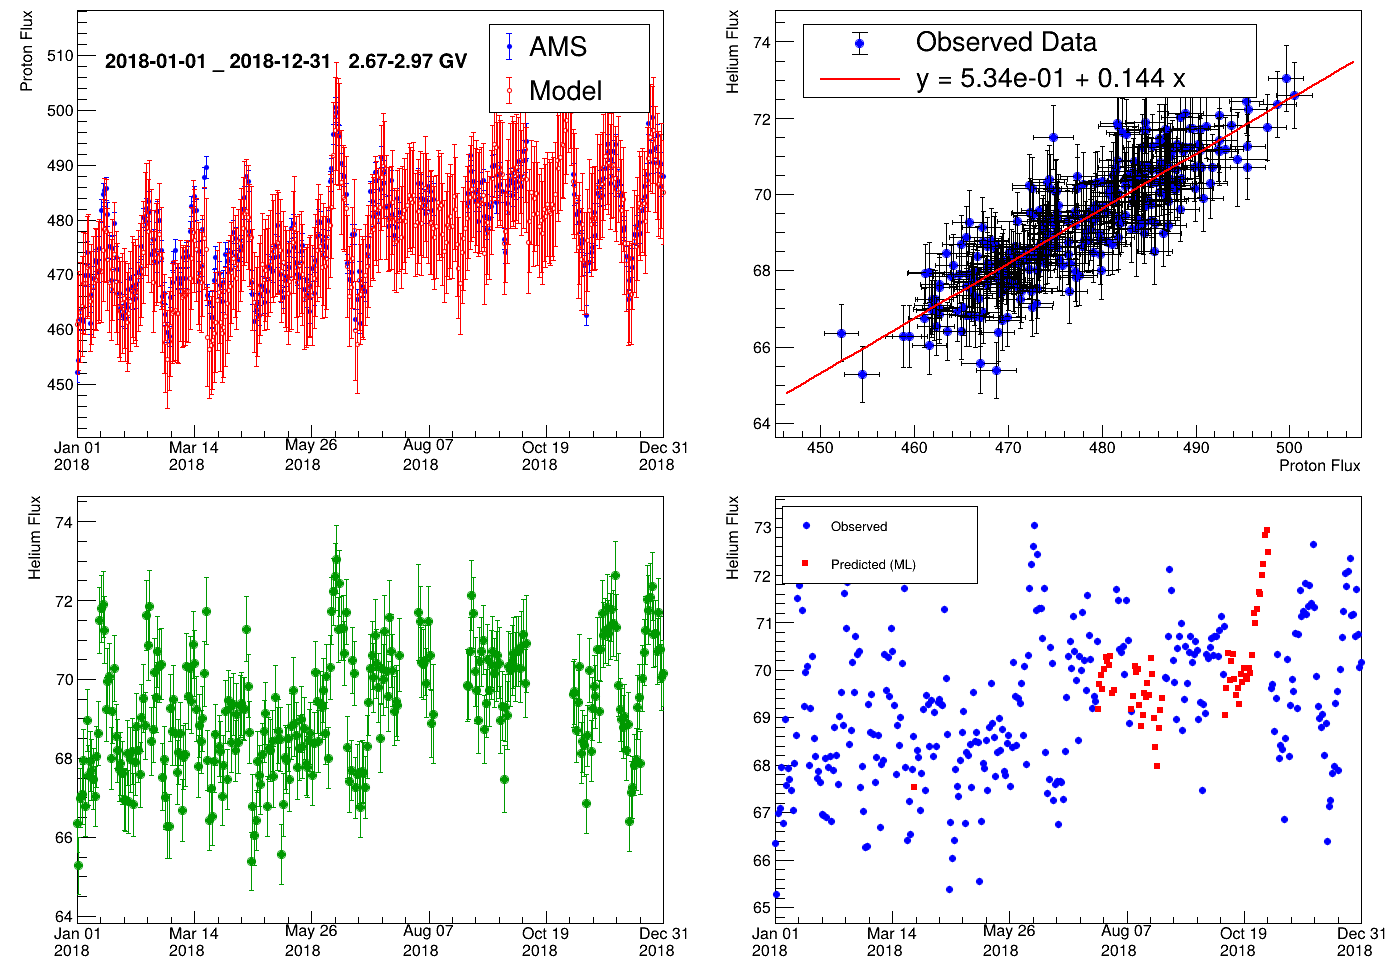 Proton Flux
510
500
490
480
470
460
450
2018-01-01 _ 2018-12-31   2.67-2.97 GV
AMS
Model
Jan 01 2018
Mar 14 2018
May 26 2018
Aug 07 2018
Oct 19 2018
Dec 31 2018
Helium Flux
74
72
70
68
66
64
Observed Data
y = 5.34e-01 + 0.144 x
450
460
470
480
490
500
Proton Flux
Helium Flux
74
72
70
68
66
64
Jan 01 2018
Mar 14 2018
May 26 2018
Aug 07 2018
Oct 19 2018
Dec 31 2018
Helium Flux
73
72
71
70
69
68
67
66
65
Observed
Predicted (ML)
Jan 01 2018
Mar 14 2018
May 26 2018
Aug 07 2018
Oct 19 2018
Dec 31 2018